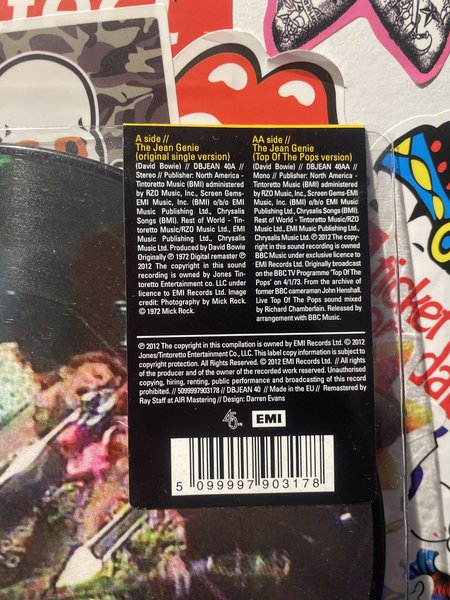 A side //
The Jean Genie
(original single version)
(David Bowie) // DBJEAN 40A //
Stereo // Publisher: North America -
Tintoretto Music (BMI) administered
by RZO Music, Inc., Screen Gems-EMI
Music, Inc. (BMI) o/b/o EMI
Music Publishing Ltd., Chrysalis
Songs (BMI). Rest of World -
Tintoretto Music/RZO Music Ltd., EMI
Music Publishing Ltd., Chrysalis
Music Ltd. Produced by David Bowie
Originally ℗ 1972 Digital remaster ℗
2012 The copyright in this sound
recording is owned by Jones Tin-
toretto Entertainment co. LLC under
licence to EMI Records Ltd. Image
credit: Photography by Mick Rock.
© 1972 Mick Rock.
AA side //
The Jean Genie
(Top Of The Pops version)
(David Bowie) // DBJEAN 40AA //
Mono // Publisher: North America -
Tintoretto Music (BMI) administered
by RZO Music, Inc., Screen Gems-
EMI Music, Inc. (BMI) o/b/o EMI
Music Publishing Ltd., Chrysalis
Songs (BMI).
Rest of World - Tintoretto Music/RZO
Music Ltd., EMI Music Publishing Ltd.,
Chrysalis Music Ltd. ℗ 2012 The copy-
right in this sound recording is owned
BBC Music under exclusive licence to
EMI Records Ltd. Originally broadcast
on the BBC TV Programme 'Top Of The
Pops' on 4/1/73. From the archive of
former BBC cameraman John Henshall.
Live Top Of The Pops sound mixed
by Richard Chamberlain. Released by
arrangement with BBC Music.
℗ 2012 The copyright in this compilation is owned by EMI Records Ltd. © 2012
Jones/Tintoretto Entertainment Co., LLC. This label copy information is subject to
copyright protection. All Rights Reserved. © 2012 EMI Records Ltd. // All rights
of the producer and of the owner of the recorded work reserved. Unauthorised
copying, hiring, renting, public performance and broadcasting of this record
prohibited. // 5099997903178 // DBJEAN 40 // Made in the EU // Remastered by
Ray Staff at AIR Mastering // Design: Darren Evans
45
EMI
5 099997 903178
ticker